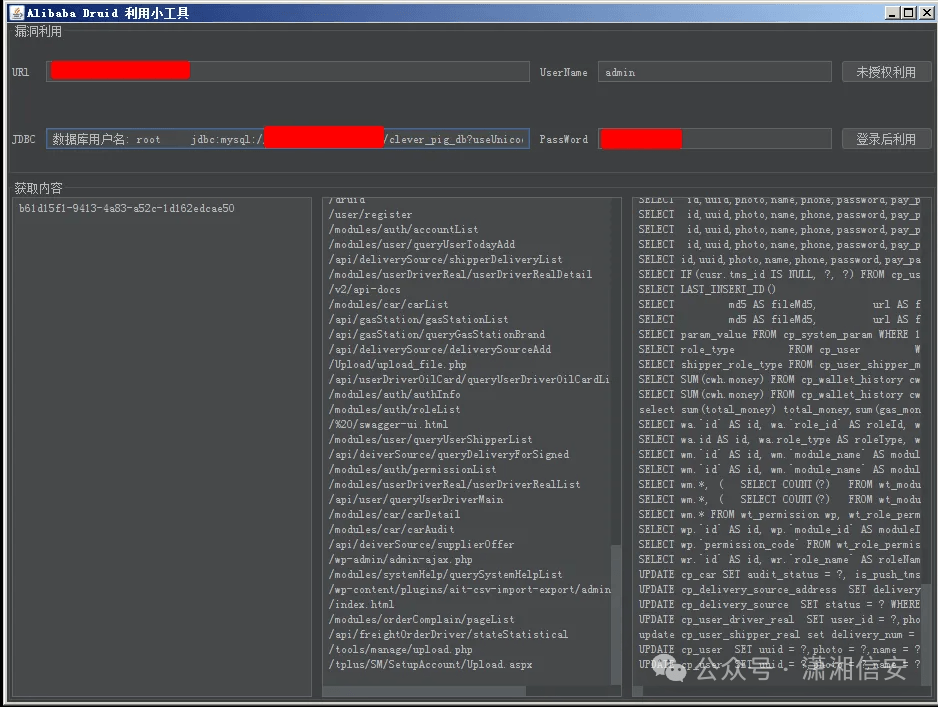 Alibaba Druid 利用小工具
漏洞利用
URl
UserName
admin
未授权利用
JDBC
数据库用户名: root jdbc:mysql:/
/clever_pig_db?useUnico
PassWord
登录后利用
获取内容
b61d15f1-9413-4a83-a52c-1d162edcae50
/druid
/user/register
/modules/auth/accountList
/modules/user/queryUserTodayAdd
/api/deliverySource/shipperDeliveryList
/modules/userDriverReal/userDriverRealDetail
/v2/api-docs
/modules/car/carList
/api/gasStation/gasStationList
/api/gasStation/queryGasStationBrand
/api/deliverySource/deliverySourceAdd
/Upload/upload_file.php
/api/userDriverOilCard/queryUserDriverOilCardLi
/modules/auth/authInfo
/modules/auth/roleList
/%20/swagger-ui.html
/modules/user/queryUserShipperList
/api/deiverSource/queryDeliveryForSigned
/modules/auth/permissionList
/modules/userDriverReal/userDriverRealList
/api/user/queryUserDriverMain
/modules/car/carDetail
/modules/car/carAudit
/api/deiverSource/supplierOffer
/wp-admin/admin-ajax.php
/modules/systemHelp/querySystemHelpList
/wp-content/plugins/ait-csv-import-export/admin
/index.html
/modules/orderComplain/pageList
/api/freightOrderDriver/stateStatistical
/tools/manage/upload.php
/tplus/SM/SetupAccount/Upload.aspx
SELECT id,uuid,photo,name,phone,password,pay_p
SELECT id,uuid,photo,name,phone,password,pay_p
SELECT id,uuid,photo,name,phone,password,pay_p
SELECT id,uuid,photo,name,phone,password,pay_p
SELECT id,uuid,photo,name,phone,password,pay_pa
SELECT IF(cusr.tms_id IS NULL, ?, ?) FROM cp_us
SELECT LAST_INSERT_ID()
SELECT md5 AS fileMd5, url AS f
SELECT md5 AS fileMd5, url AS f
SELECT param_value FROM cp_system_param WHERE 1
SELECT role_type FROM cp_user W
SELECT shipper_role_type FROM cp_user_shipper_m
SELECT SUM(cwh.money) FROM cp_wallet_history cw
SELECT SUM(cwh.money) FROM cp_wallet_history cw
select sum(total_money) total_money,sum(gas_mon
SELECT wa.`id` AS id, wa.`role_id` AS roleId, w
SELECT wa.id AS id, wa.role_type AS roleType, w
SELECT wm.`id` AS id, wm.`module_name` AS modul
SELECT wm.`id` AS id, wm.`module_name` AS modul
SELECT wm.*, ( SELECT COUNT(?) FROM wt_modu
SELECT wm.*, ( SELECT COUNT(?) FROM wt_modu
SELECT wm.* FROM wt_permission wp, wt_role_perm
SELECT wp.`id` AS id, wp.`module_id` AS moduleI
SELECT wp.`permission_code` FROM wt_role_permis
SELECT wr.`id` AS id, wr.`role_name` AS roleNam
UPDATE cp_car SET audit_status = ?, is_push_tms
UPDATE cp_delivery_source_address SET delivery
UPDATE cp_delivery_source SET status = ? WHERE
UPDATE cp_user_driver_real SET user_id = ?,pho
update cp_user_shipper_real set delivery_num =
UPDATE cp_user SET uuid = ?,photo = ?,name = ?
UPDATE cp_user SET uuid = ?,photo = ?,name = ?
公众号 · 潇湘信安